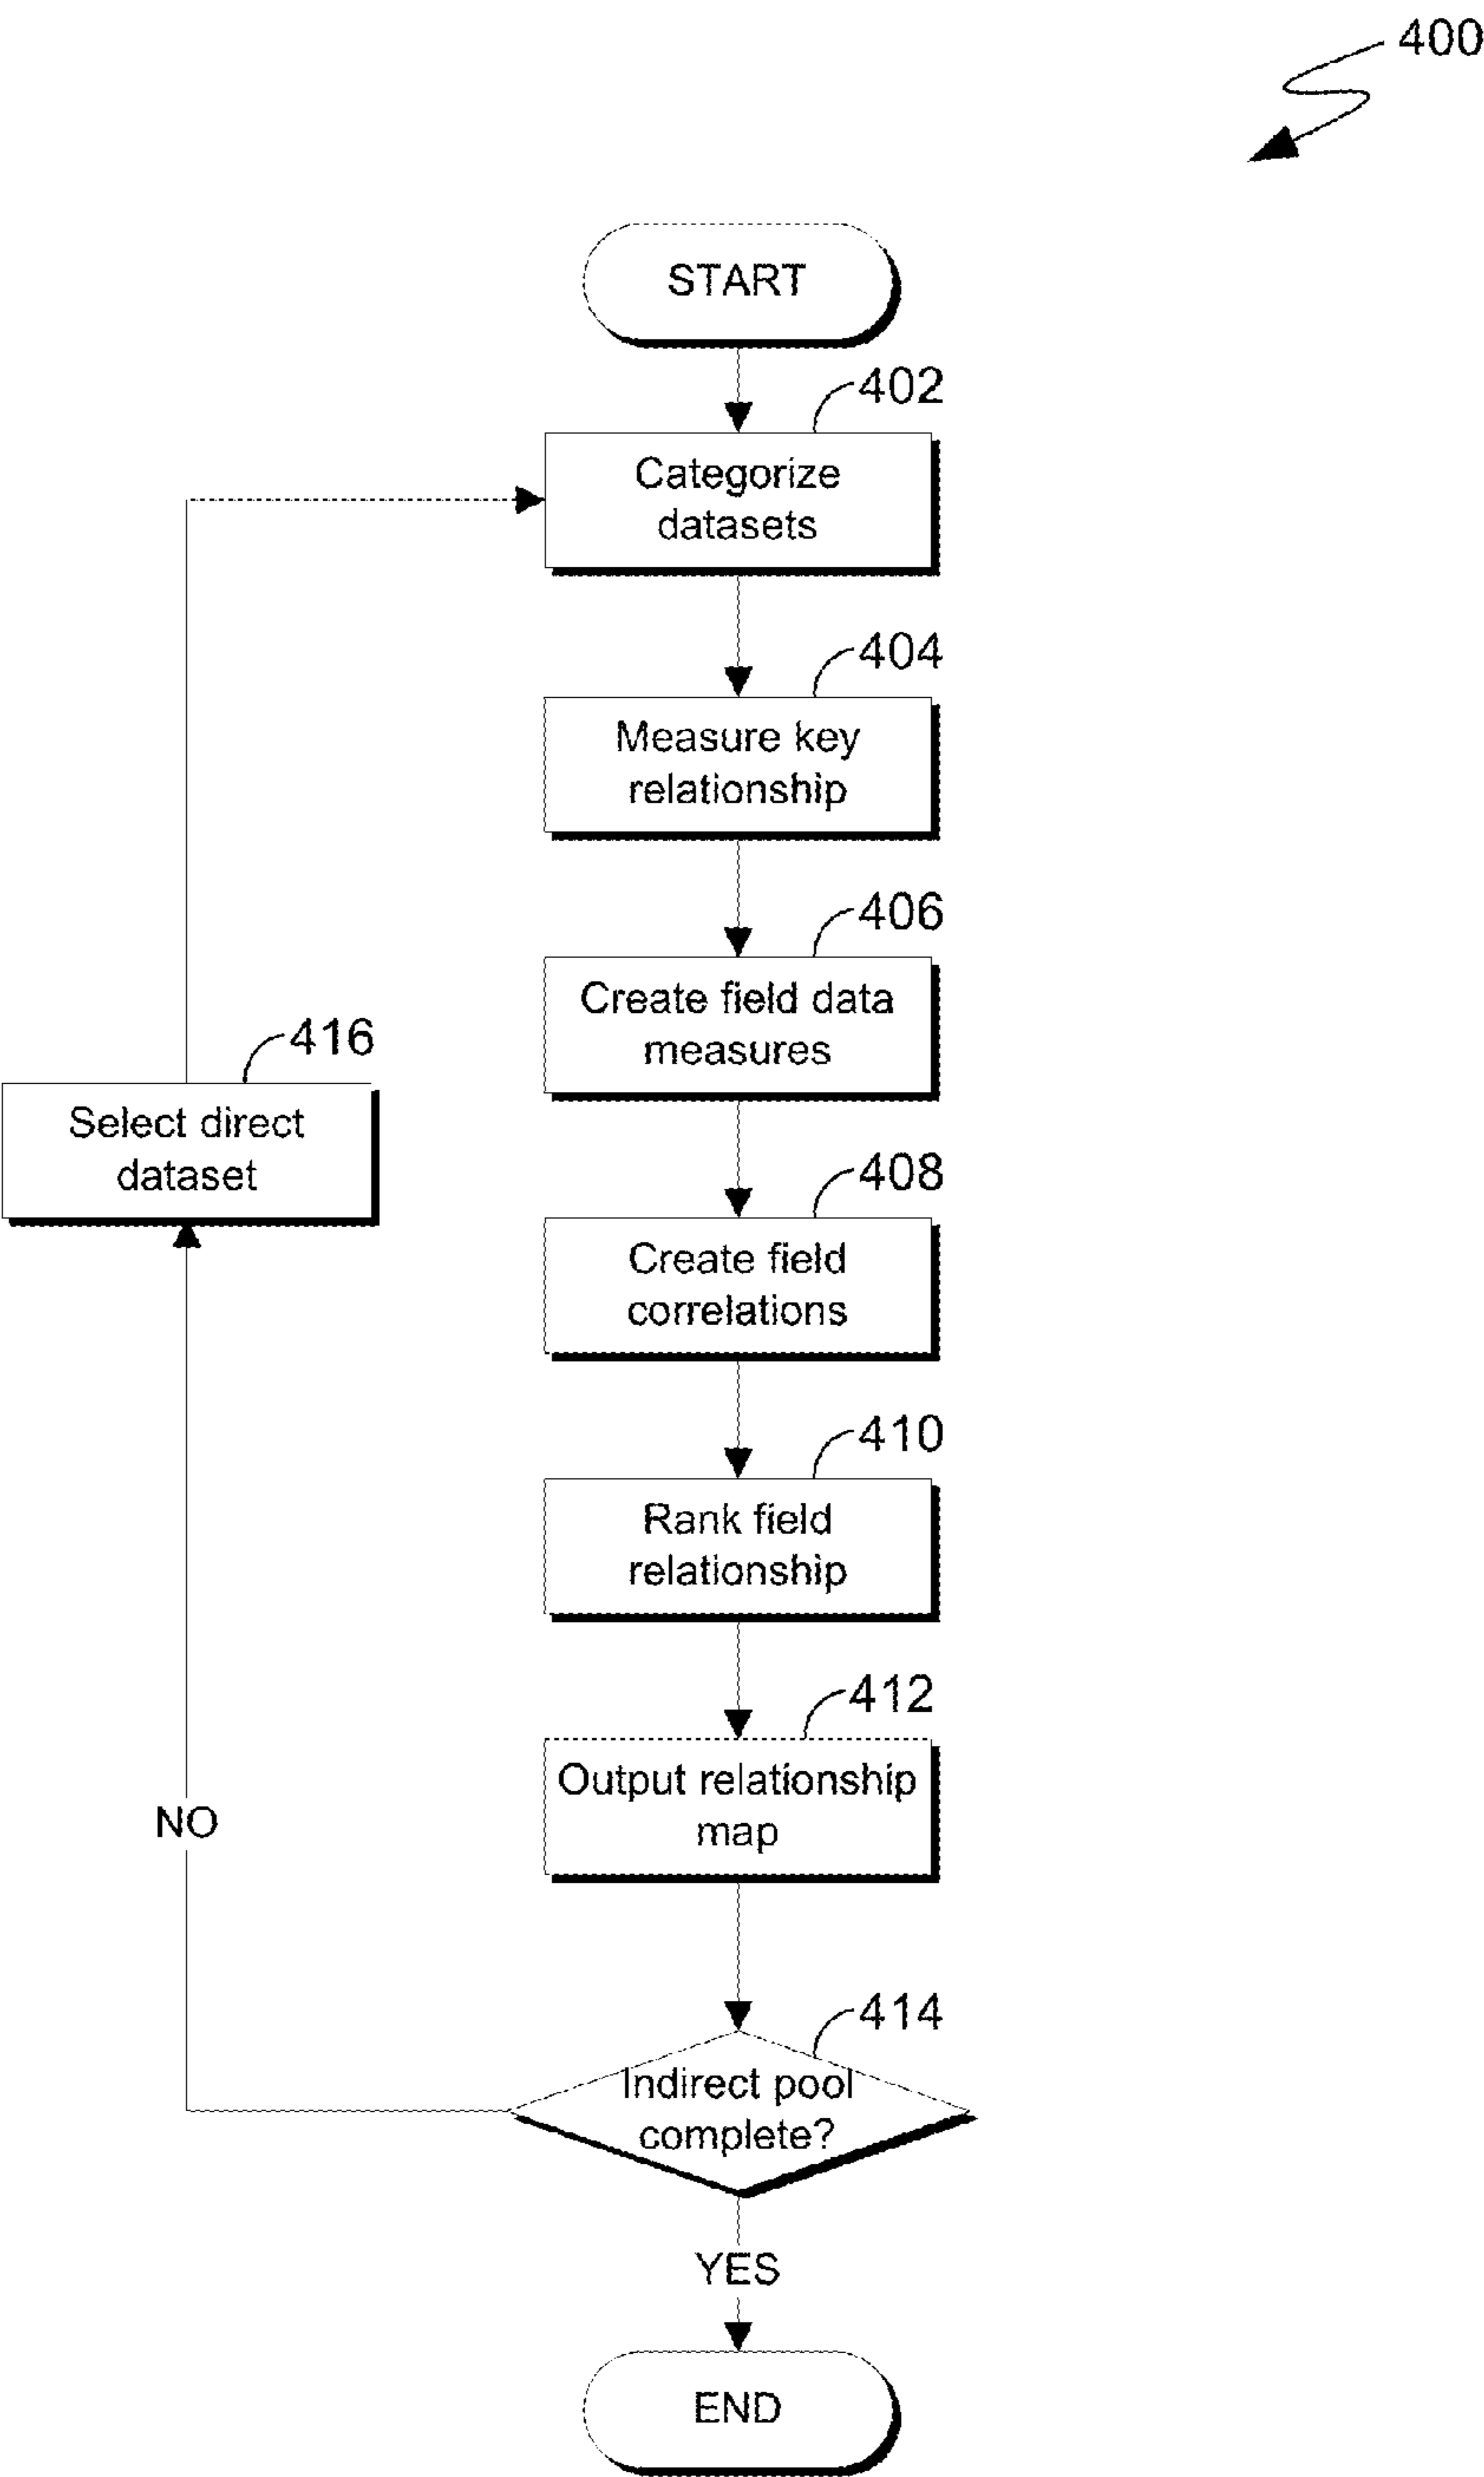 400
START
402
Categorize
datasets
404
Measure key
relationship
406
Create field data
measures
416
Select direct
dataset
408
Create field
correlations
410
Rank field
relationship
412
Output relationship
map
NO
414
Indirect pool
complete?
YES
END